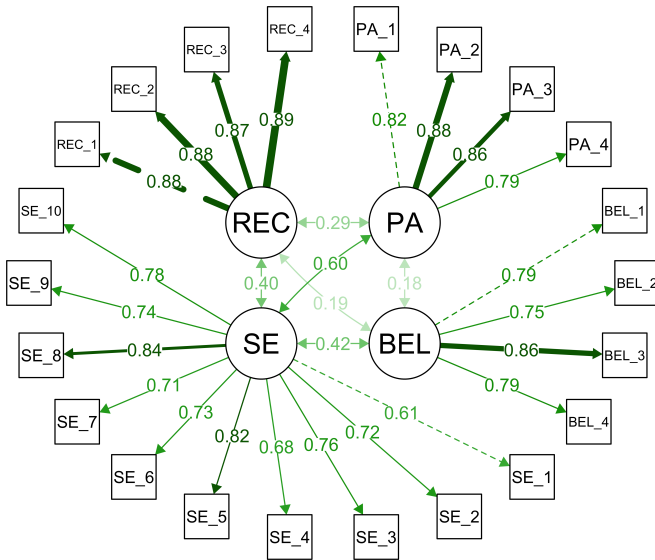 REC_4
PA_1
REC_3
PA_2
REC_2
PA_3
REC_1
PA_4
0.89
0.82
0.87
0.88
0.88
0.86
0.88
0.79
SE_10
REC
0.29
PA
BEL_1
0.60
0.78
0.40
0.19
0.18
0.79
SE_9
BEL_2
0.74
0.75
SE_8
0.84
SE
0.42
BEL
0.86
BEL_3
0.71
0.79
SE_7
0.73
0.61
BEL_4
0.82
0.68
0.76
0.72
SE_6
SE_1
SE_5
SE_4
SE_3
SE_2